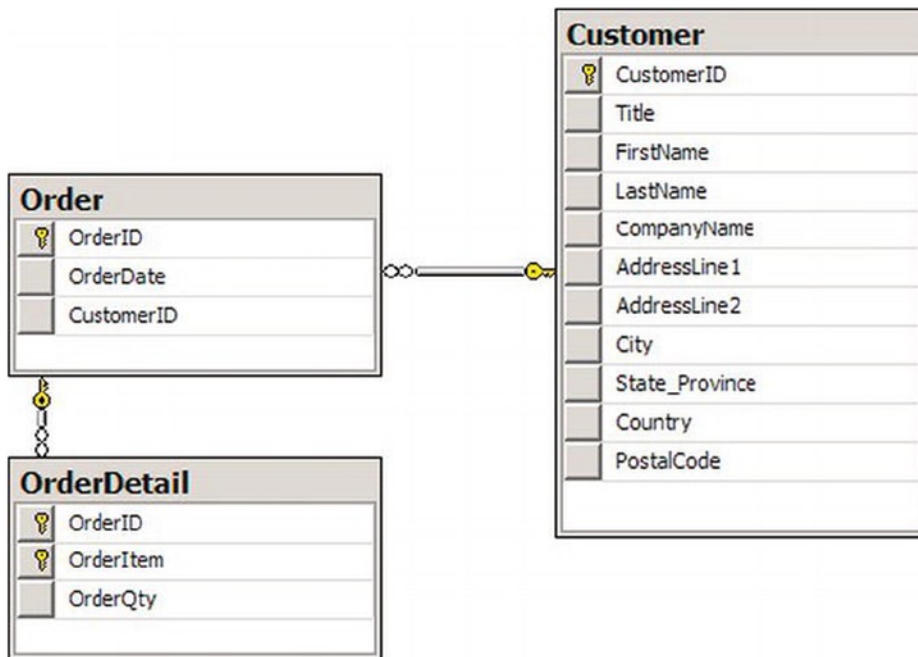 Customer
CustomerID
Title
FirstName
LastName
CompanyName
AddressLine1
AddressLine2
City
State_Province
Country
PostalCode
Order
OrderID
OrderDate
CustomerID
OrderDetail
OrderID
OrderItem
OrderQty